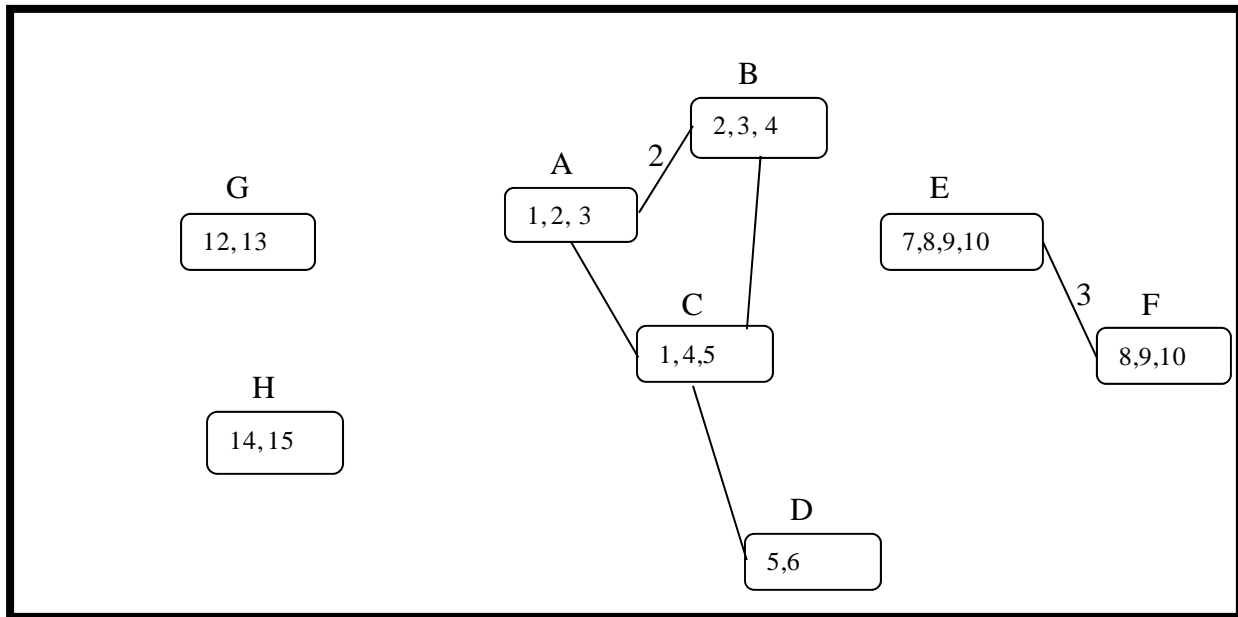 B
2, 3, 4
2
A
1, 2, 3
G
12, 13
E
7,8,9,10
3
F
8,9,10
C
1, 4,5
H
14, 15
D
5,6